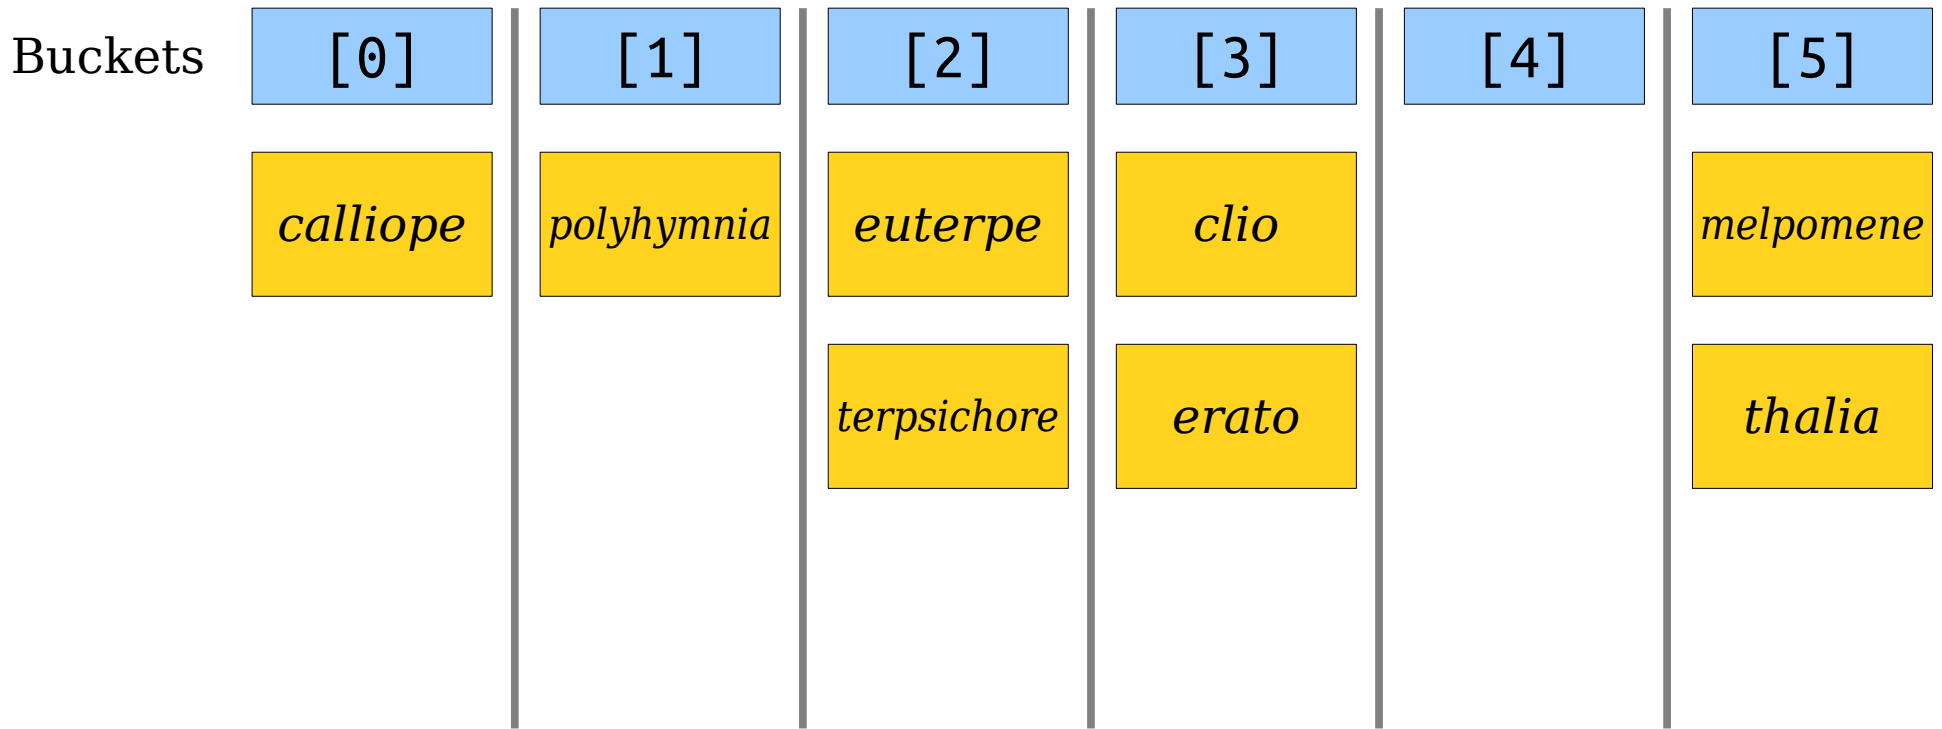 Buckets [0] [1] [2] [3] [4] [5]
calliope polyhymnia euterpe clio melpomene
terpsichore erato thalia